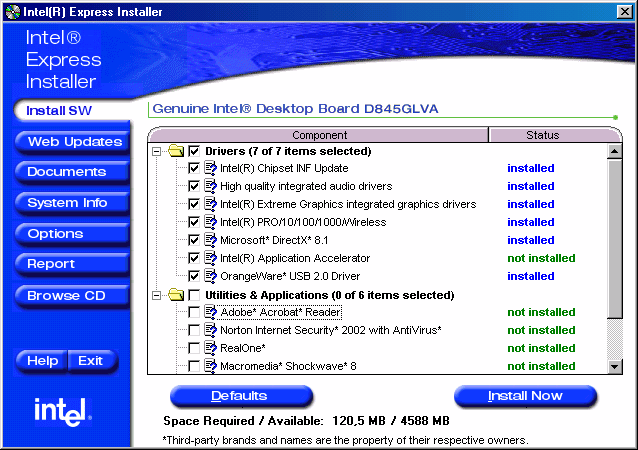 Intel(R) Express Installer
Intel®
Express
Installer
Install SW
Web Updates
Documents
System Info
Options
Report
Browse CD
Help Exit
intel.
Genuine Intel® Desktop Board D845GLVA
Component Status
Drivers (7 of 7 items selected)
Intel(R) Chipset INF Update installed
High quality integrated audio drivers installed
Intel(R) Extreme Graphics integrated graphics drivers installed
Intel(R) PRO/10/100/1000/Wireless installed
Microsoft* DirectX* 8.1 installed
Intel(R) Application Accelerator not installed
OrangeWare* USB 2.0 Driver installed
Utilities & Applications (0 of 6 items selected)
Adobe* Acrobat* Reader not installed
Norton Internet Security* 2002 with AntiVirus* not installed
RealOne* not installed
Macromedia* Shockwave* 8 not installed
Defaults Install Now
Space Required / Available: 120,5 MB / 4588 MB
*Third-party brands and names are the property of their respective owners.